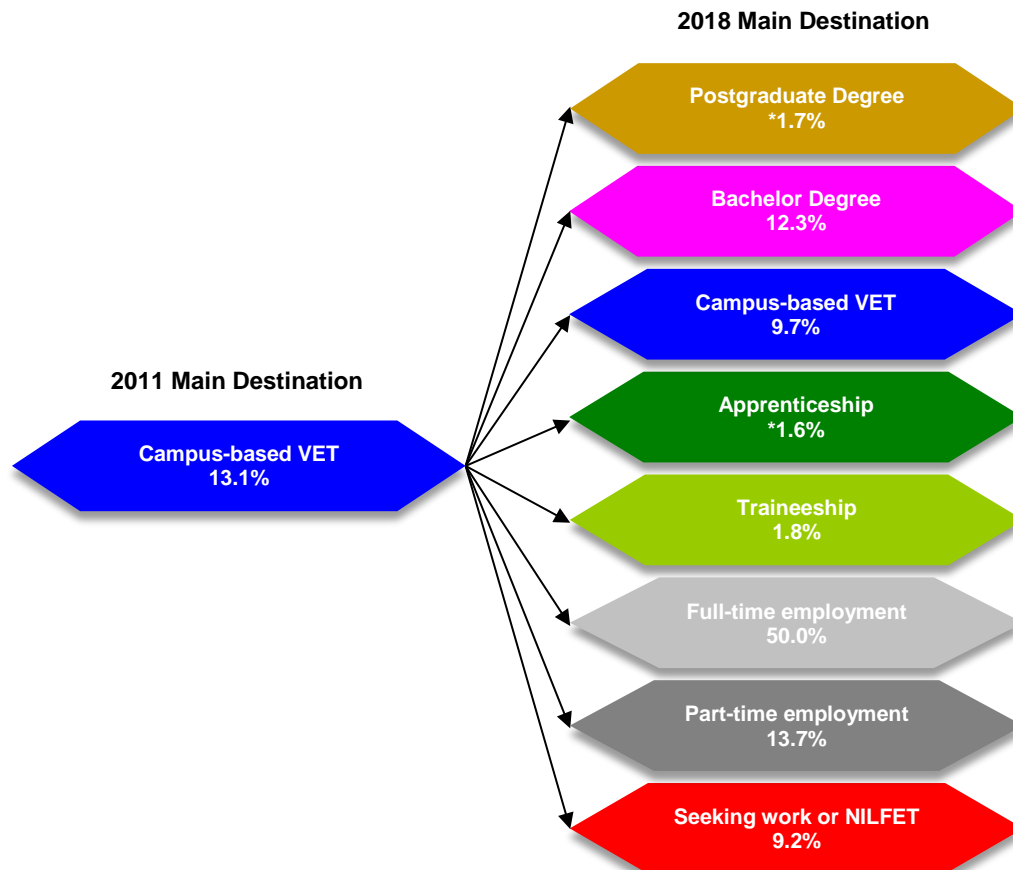 2018 Main Destination
Postgraduate Degree
*1.7%
Bachelor Degree
12.3%
Campus-based VET
9.7%
2011 Main Destination
Campus-based VET
13.1%
Apprenticeship
*1.6%
Traineeship
1.8%
Full-time employment
50.0%
Part-time employment
13.7%
Seeking work or NILFET
9.2%